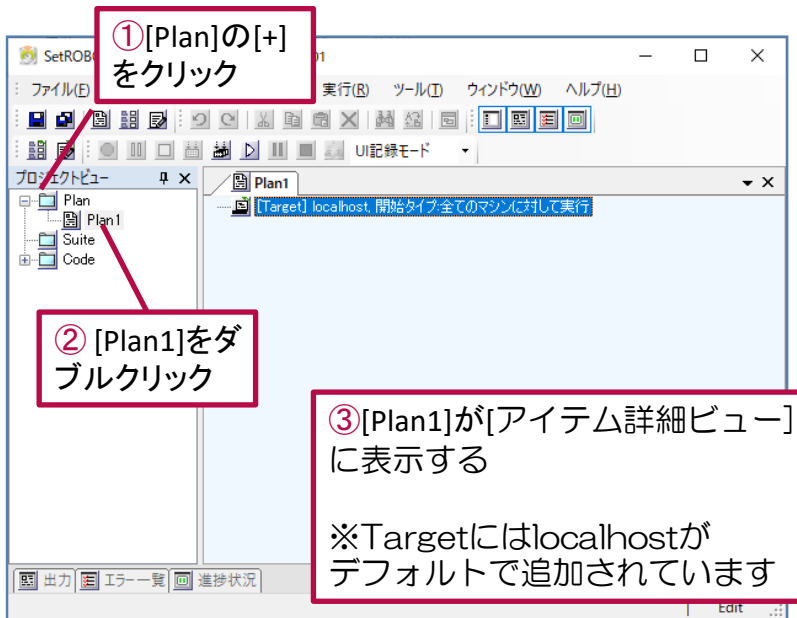 ①[Plan]の[+]
をクリック
SetROBO
01
ファイル(F)
実行(R) ツール(T) ウィンドウ(W) ヘルプ(H)
UI記録モード
プロジェクトビュー
Plan1
Plan
[Target] localhost, 開始タイプ:全てのマシンに対して実行
Plan1
Suite
Code
② [Plan1]をダ
ブルクリック
③[Plan1]が[アイテム詳細ビュー]
に表示する
※Targetにはlocalhostが
デフォルトで追加されています
出力 エラー一覧 進捗状況
Edit